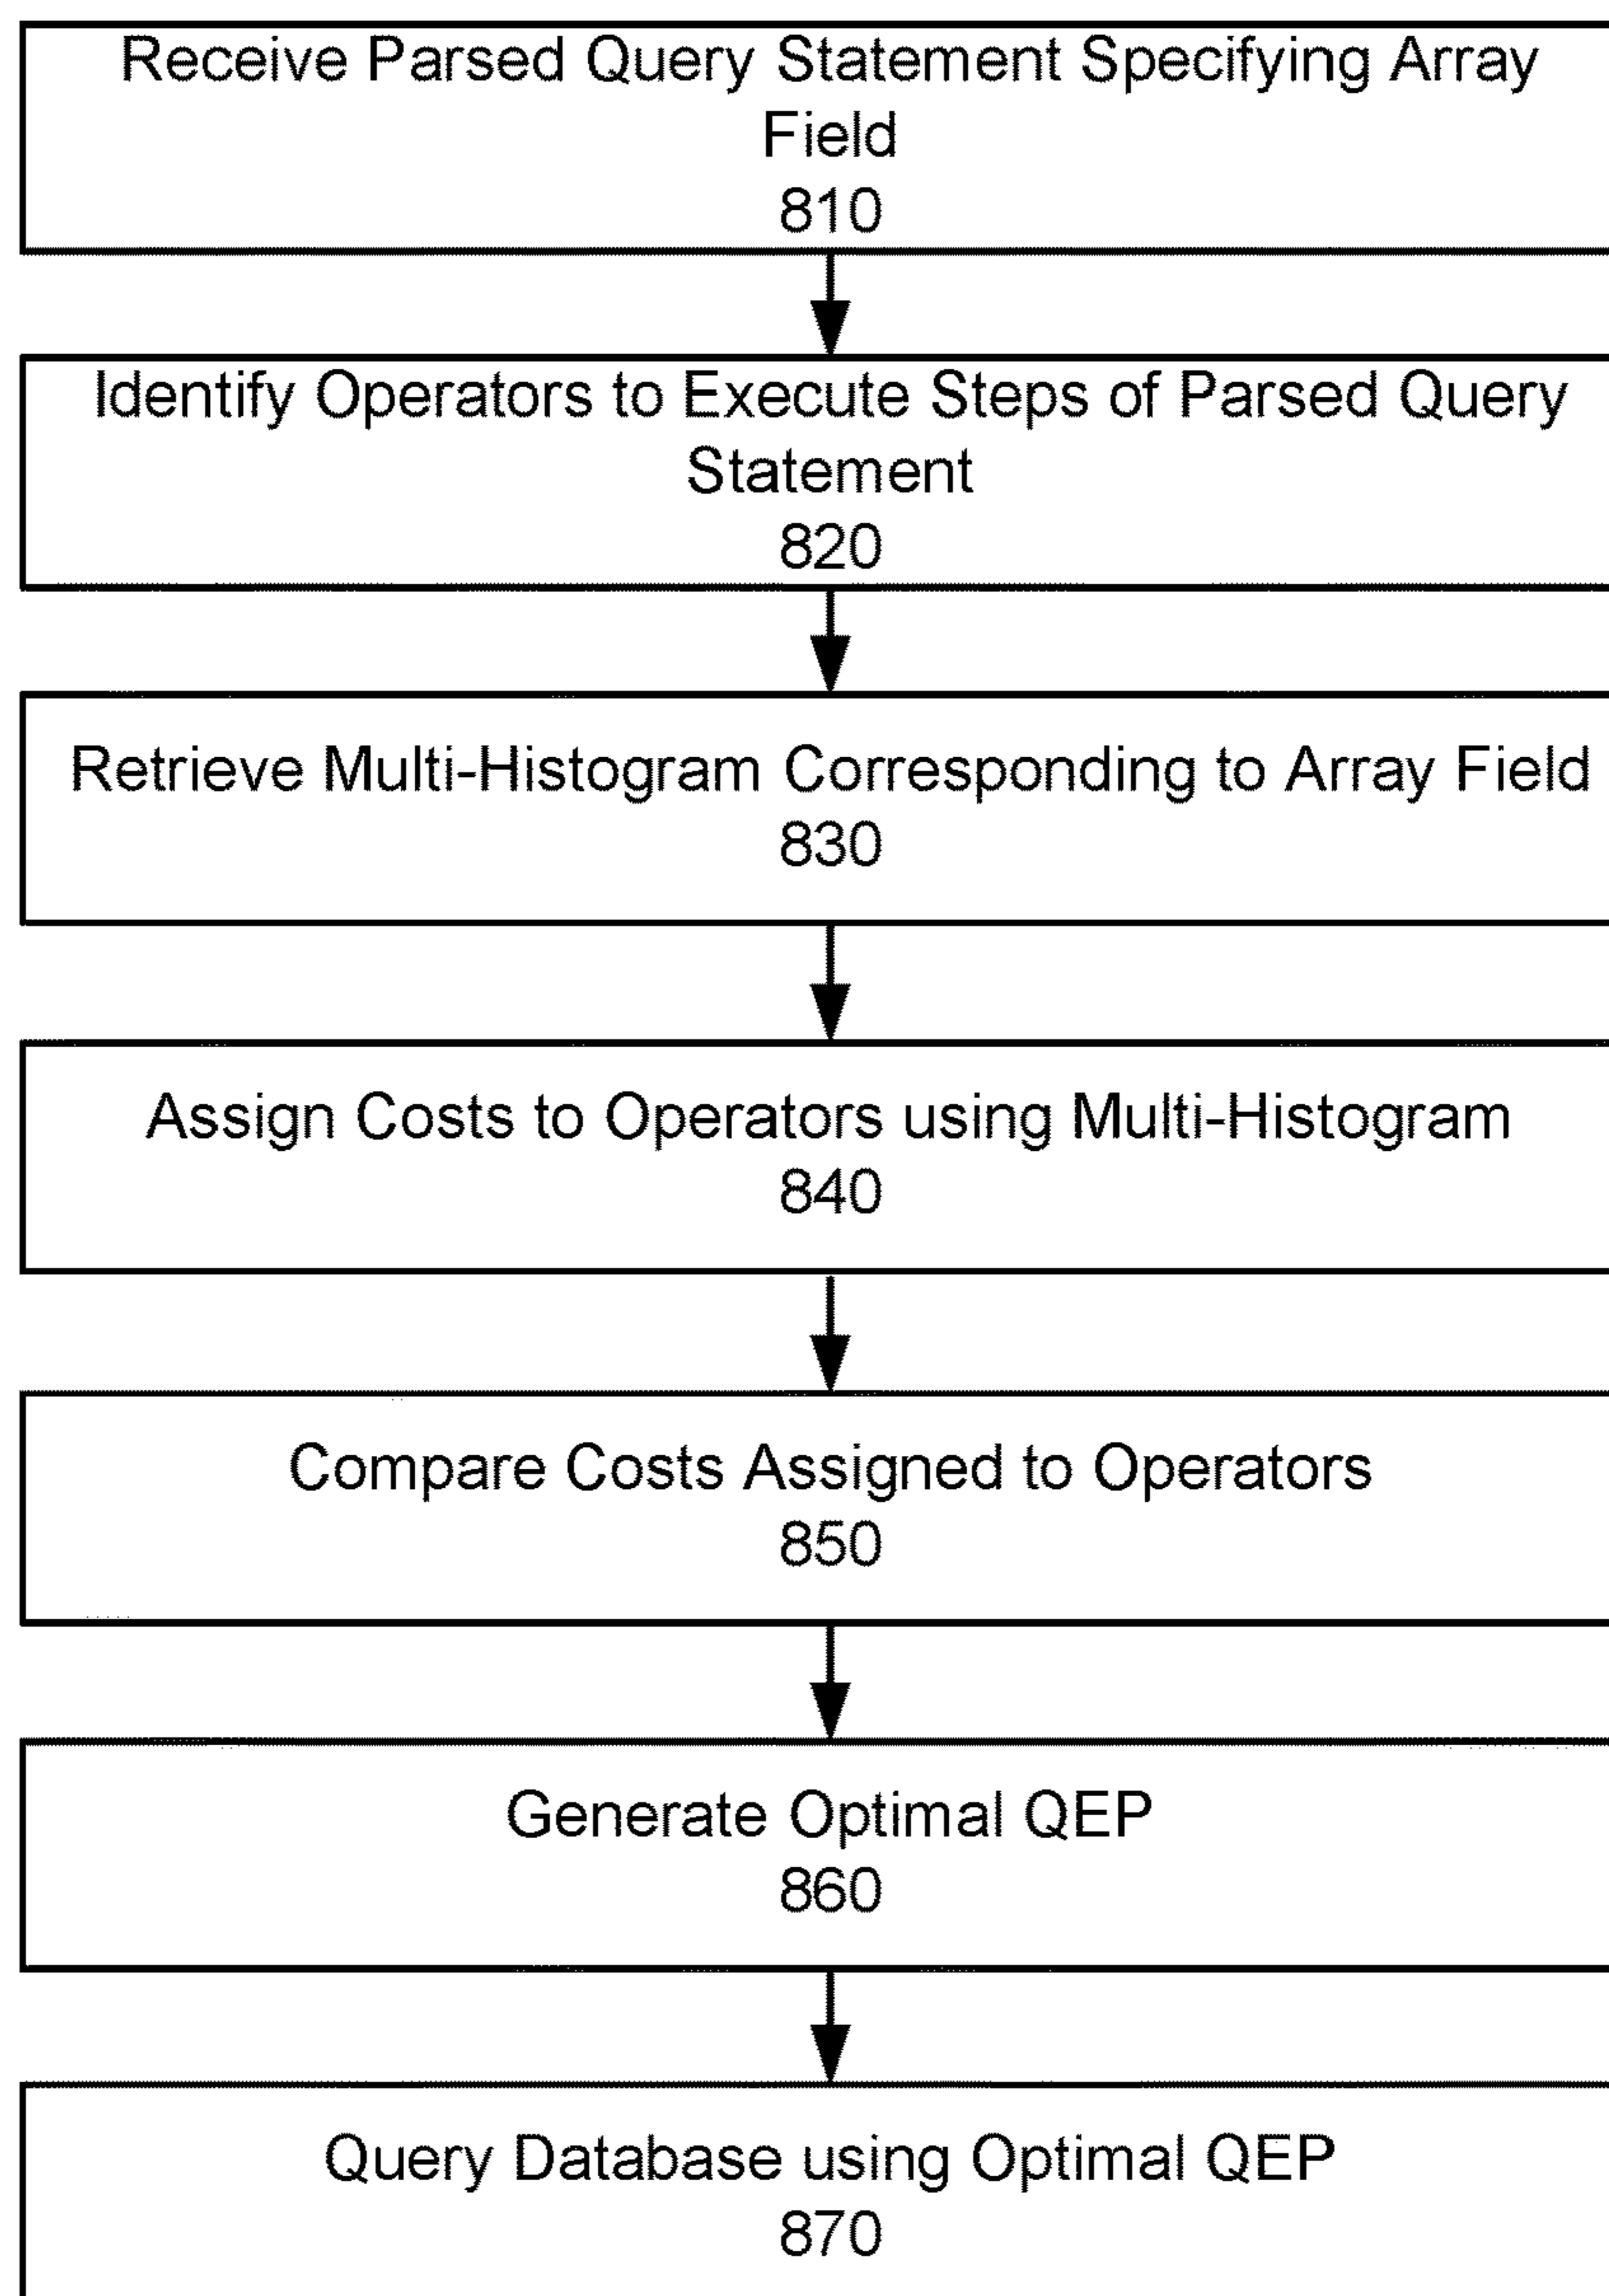 Receive Parsed Query Statement Specifying Array
Field
810
Identify Operators to Execute Steps of Parsed Query
Statement
820
Retrieve Multi-Histogram Corresponding to Array Field
830
Assign Costs to Operators using Multi-Histogram
840
Compare Costs Assigned to Operators
850
Generate Optimal QEP
860
Query Database using Optimal QEP
870